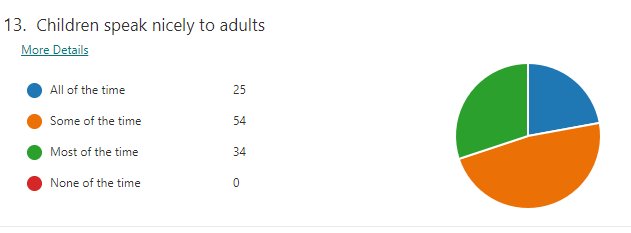 13. Children speak nicely to adults
More Details
All of the time 25
Some of the time 54
Most of the time 34
None of the time 0